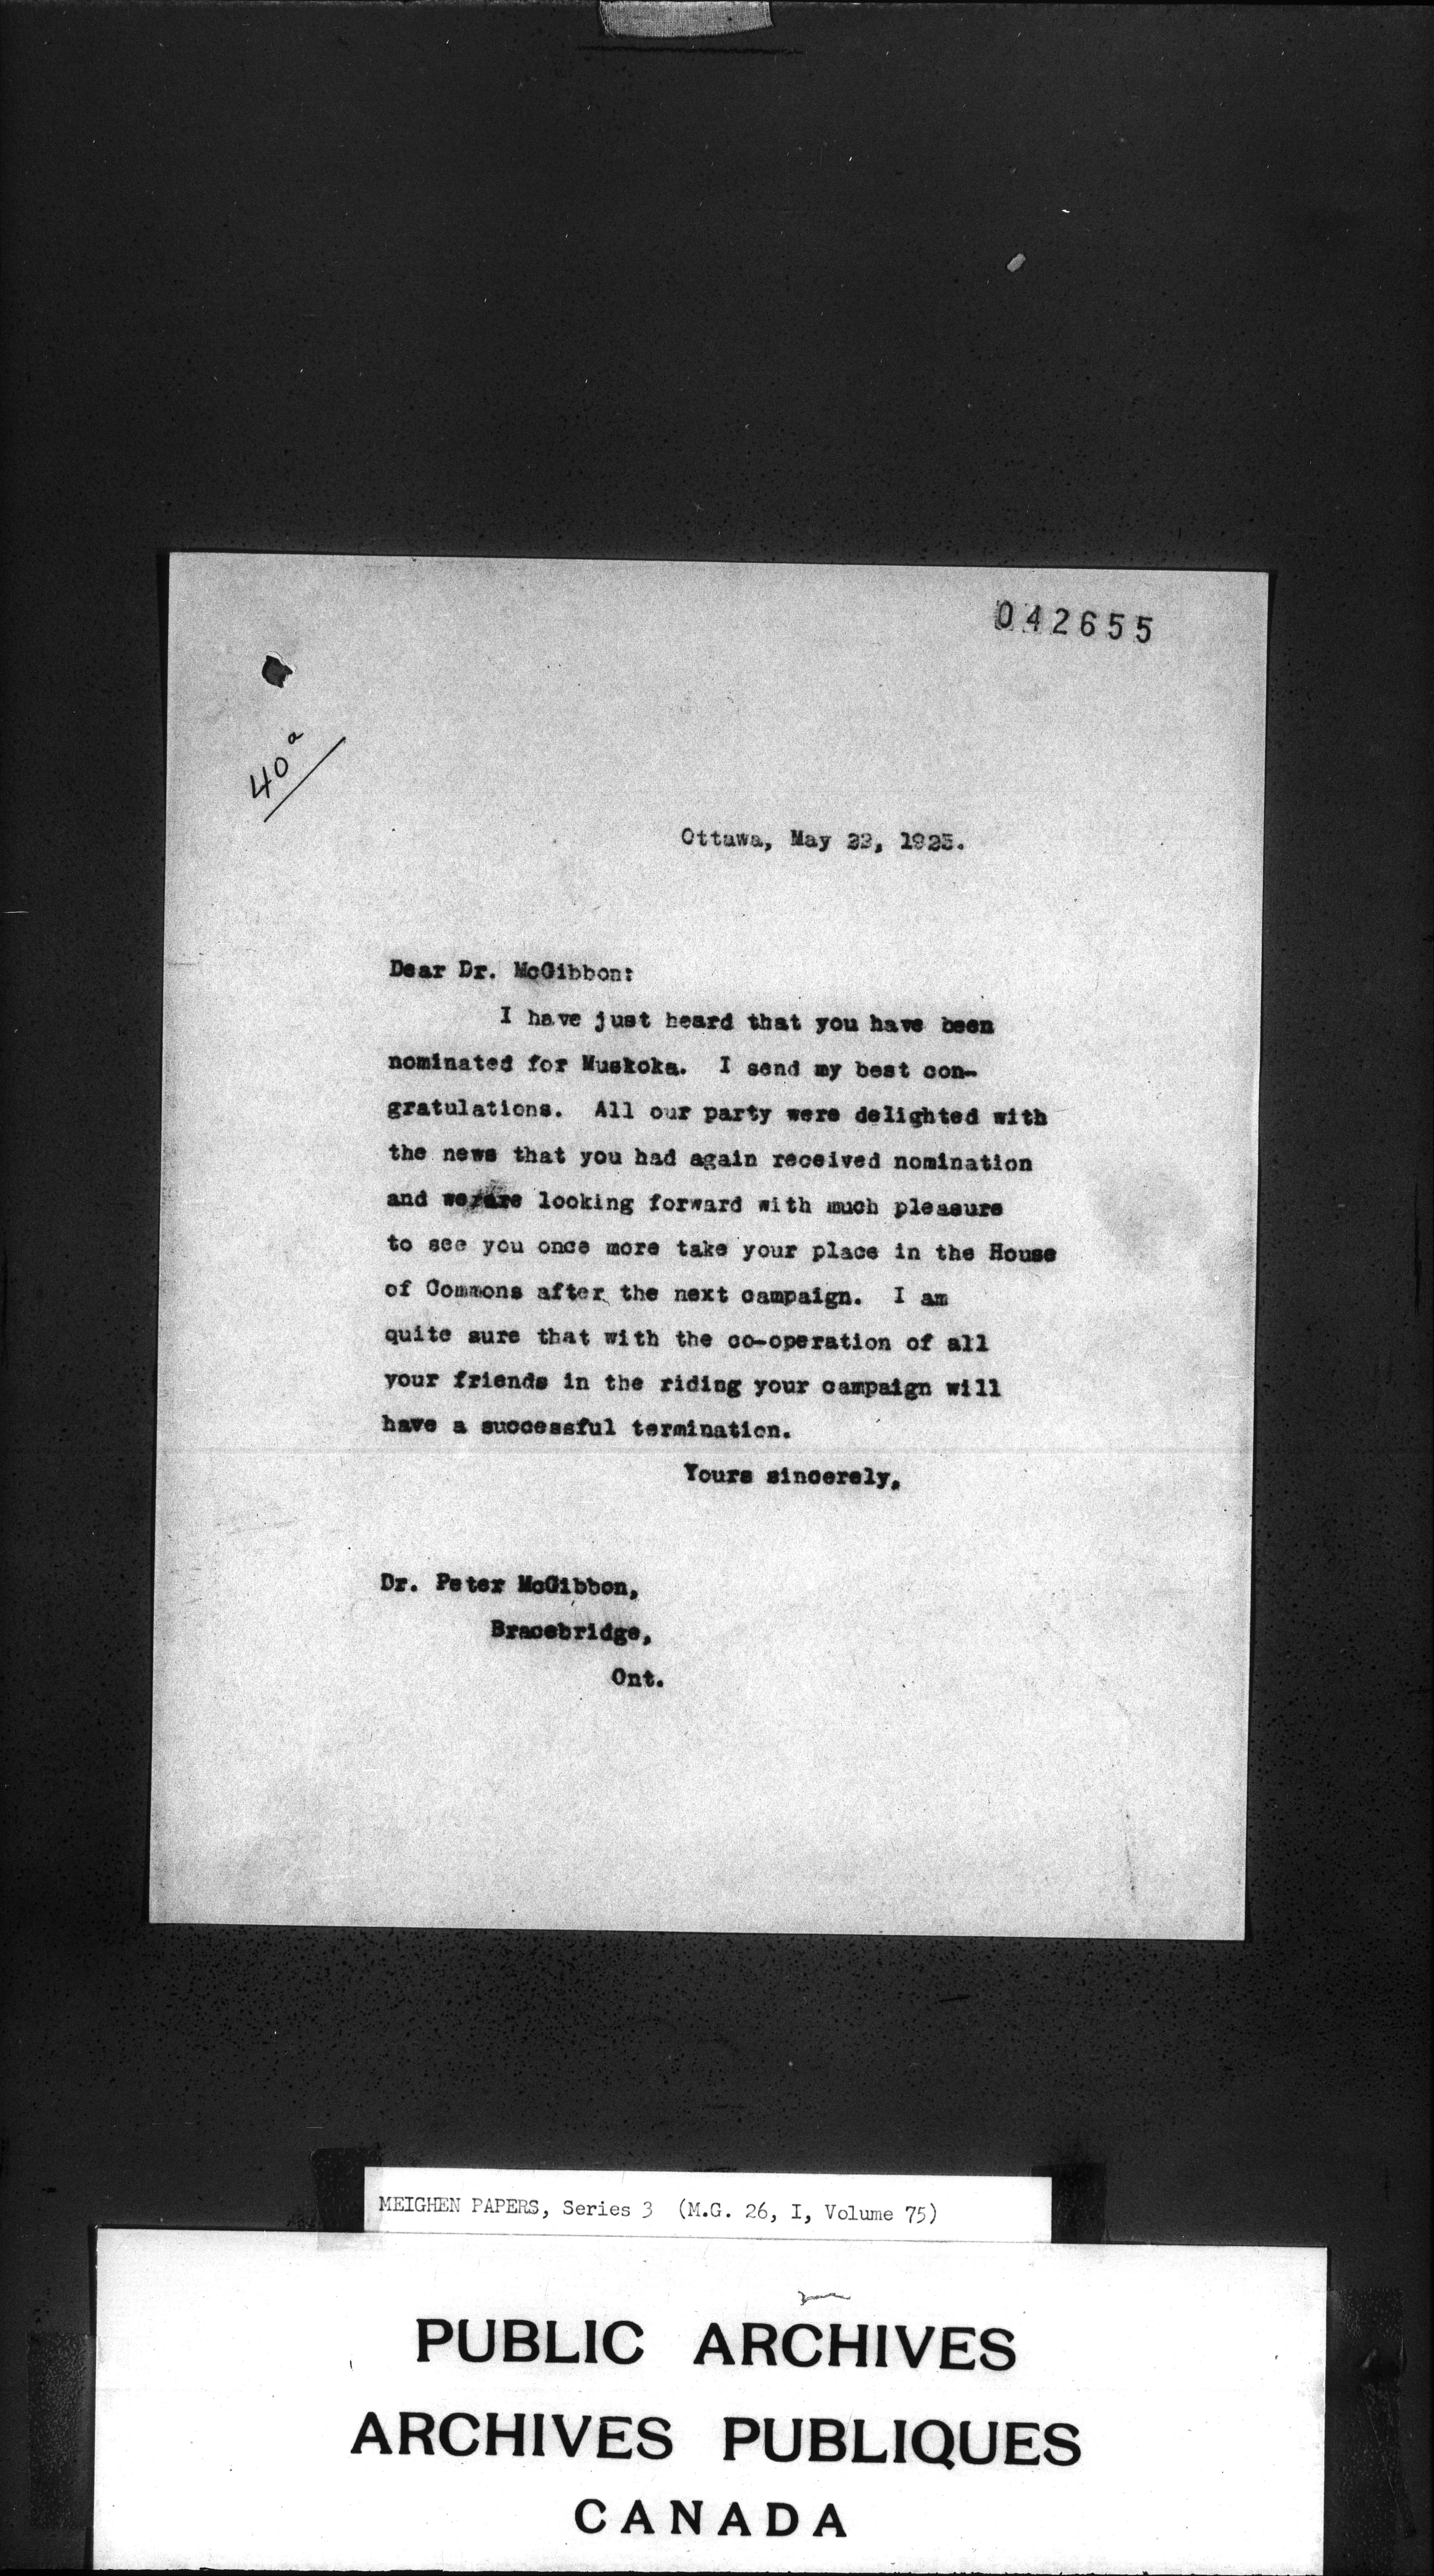 042655
40a
Ottawa, May 22, 1925.
Dear Dr. McGibbon:
I have just heard that you have been
nominated for Muskoka. I send my best con-
gratulations. All our party were delighted with
the news that you had again received nomination
and we are looking forward with much pleasure
to see you once more take your place in the House
of Commons after the next campaign. I am
quite sure that with the co-operation of all
your friends in the riding your campaign will
have a successful termination.
Yours sincerely,
Dr. Peter McGibbon,
Bracebridge,
Ont.
MEIGHEN PAPERS, Series 3 (M.G. 26, I, Volume 75)
PUBLIC ARCHIVES
ARCHIVES PUBLIQUES
CANADA